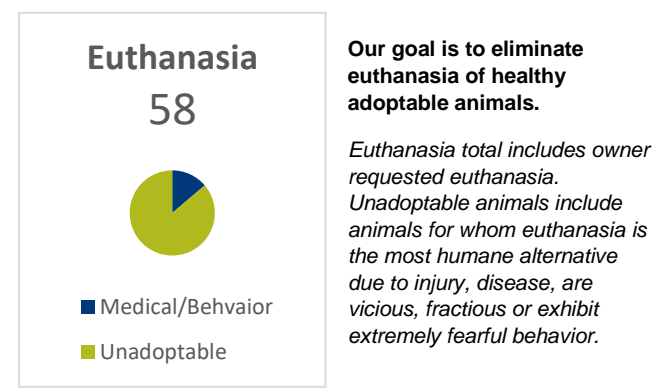 Euthanasia
58
Medical/Behvaior
Unadoptable
Our goal is to eliminate
euthanasia of healthy
adoptable animals.
Euthanasia total includes owner
requested euthanasia.
Unadoptable animals include
animals for whom euthanasia is
the most humane alternative
due to injury, disease, are
vicious, fractious or exhibit
extremely fearful behavior.